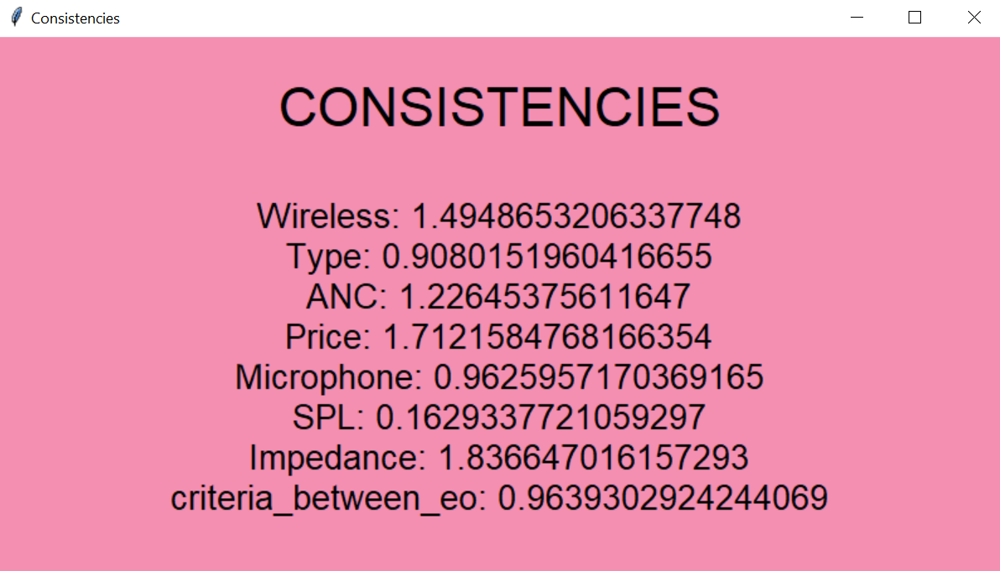 Consistencies
CONSISTENCIES
Wireless: 1.4948653206337748
Type: 0.9080151960416655
ANC: 1.22645375611647
Price: 1.7121584768166354
Microphone: 0.9625957170369165
SPL: 0.1629337721059297
Impedance: 1.836647016157293
criteria_between_eo: 0.9639302924244069